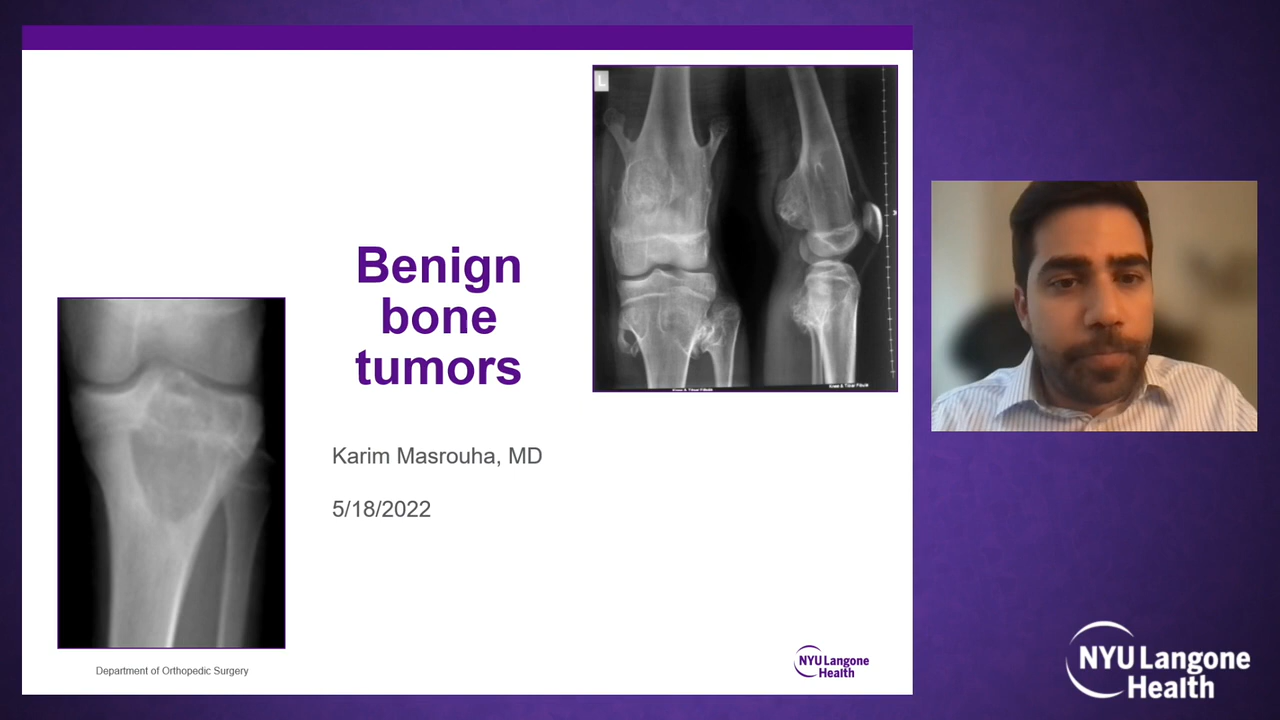 L
Benign
bone
tumors
Karim Masrouha, MD
5/18/2022
Department of Orthopedic Surgery
NYU Langone
Health
NYU Langone
Health